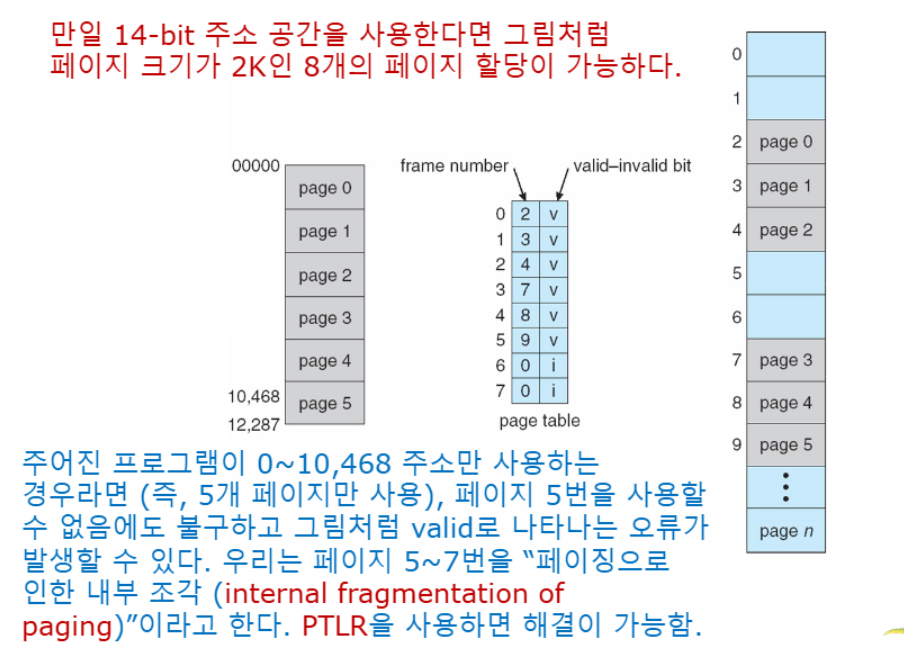 만일 14-bit 주소 공간을 사용한다면 그림처럼
페이지 크기가 2K인 8개의 페이지 할당이 가능하다.
00000
page 0
page 1
page 2
page 3
page 4
10,468
page 5
12,287
frame number
valid–invalid bit
0 2 v
1 3 v
2 4 v
3 7 v
4 8 v
5 9 v
6 0 i
7 0 i
page table
0
1
2 page 0
3 page 1
4 page 2
5
6
7 page 3
8 page 4
9 page 5
page n
주어진 프로그램이 0~10,468 주소만 사용하는
경우라면 (즉, 5개 페이지만 사용), 페이지 5번을 사용할
수 없음에도 불구하고 그림처럼 valid로 나타나는 오류가
발생할 수 있다. 우리는 페이지 5~7번을 “페이징으로
인한 내부 조각 (internal fragmentation of
paging)”이라고 한다. PTLR을 사용하면 해결이 가능함.